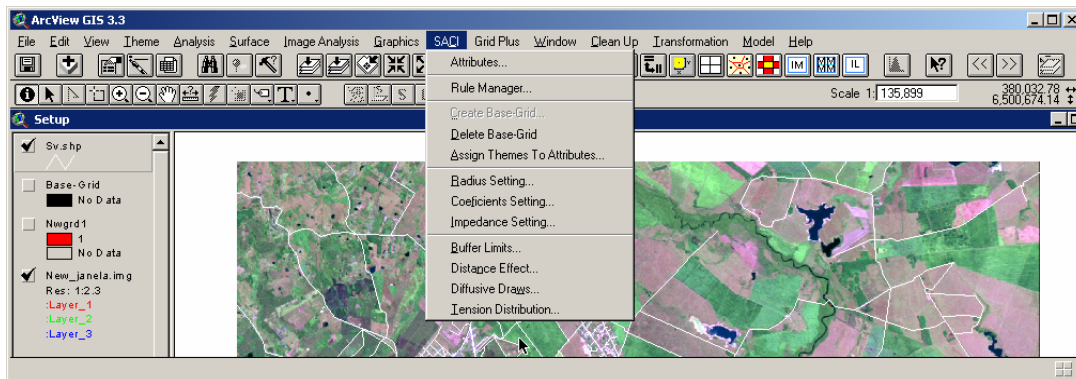 ArcView GIS 3.3
File Edit View Theme Analysis Surface Image Analysis Graphics SACI Grid Plus Window Clean Up Transformation Model Help
IM IL
T S
Scale 1: 135,899
380,032.78
6,500,674.14
Setup
Sv.shp
Base-Grid
No Data
Nwgrd1
1
No Data
New_janela.img
Res: 1:2.3
:Layer_1
:Layer_2
:Layer_3
Attributes...
Rule Manager...
Create Base-Grid...
Delete Base-Grid
Assign Themes To Attributes...
Radius Setting...
Coeficients Setting...
Impedance Setting...
Buffer Limits...
Distance Effect...
Diffusive Draws...
Tension Distribution...